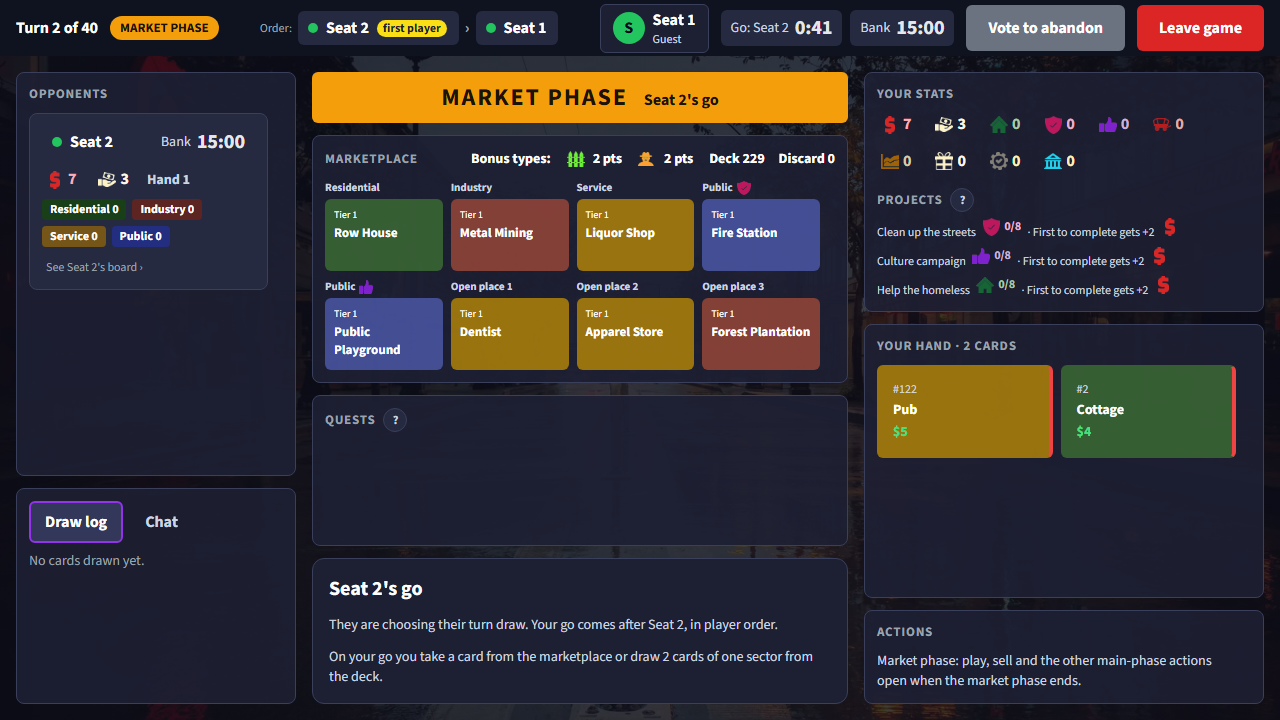 Turn 2 of 40
MARKET PHASE
Order:
Seat 2
first player
›
Seat 1
S
Seat 1
Guest
Go: Seat 2 0:41
Bank 15:00
Vote to abandon
Leave game
OPPONENTS
Seat 2
Bank 15:00
7
3
Hand 1
Residential 0
Industry 0
Service 0
Public 0
See Seat 2's board ›
Draw log
Chat
No cards drawn yet.
MARKET PHASE Seat 2's go
MARKETPLACE
Bonus types:
2 pts
2 pts
Deck 229
Discard 0
Residential
Industry
Service
Public
Tier 1
Row House
Tier 1
Metal Mining
Tier 1
Liquor Shop
Tier 1
Fire Station
Public
Open place 1
Open place 2
Open place 3
Tier 1
Public
Playground
Tier 1
Dentist
Tier 1
Apparel Store
Tier 1
Forest Plantation
QUESTS ?
Seat 2's go
They are choosing their turn draw. Your go comes after Seat 2, in player order.
On your go you take a card from the marketplace or draw 2 cards of one sector from
the deck.
YOUR STATS
$ 7
3
0
0
0
0
0
0
0
0
PROJECTS ?
Clean up the streets 0/8 · First to complete gets +2 $
Culture campaign 0/8 · First to complete gets +2 $
Help the homeless 0/8 · First to complete gets +2 $
YOUR HAND · 2 CARDS
#122
Pub
$5
#2
Cottage
$4
ACTIONS
Market phase: play, sell and the other main-phase actions
open when the market phase ends.